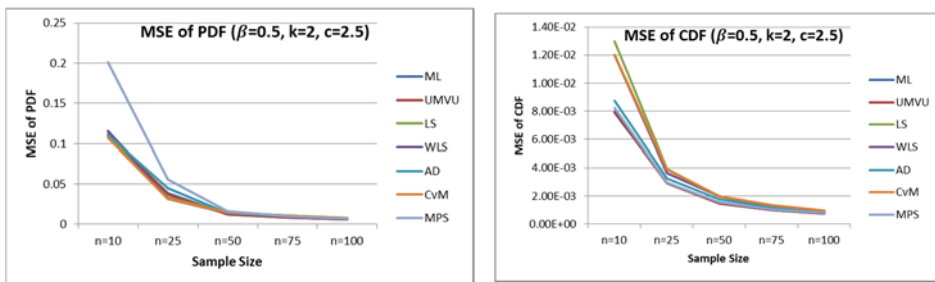 MSE of PDF (β=0.5, k=2, c=2.5)
0.25
0.2
0.15
0.1
0.05
0
MSE of PDF
n=10 n=25 n=50 n=75 n=100
Sample Size
ML
UMVU
LS
WLS
AD
CvM
MPS
MSE of CDF (β=0.5, k=2, c=2.5)
1.40E-02
1.20E-02
1.00E-02
8.00E-03
6.00E-03
4.00E-03
2.00E-03
0.00E+00
MSE of CDF
n=10 n=25 n=50 n=75 n=100
Sample Size
ML
UMVU
LS
WLS
AD
CvM
MPS